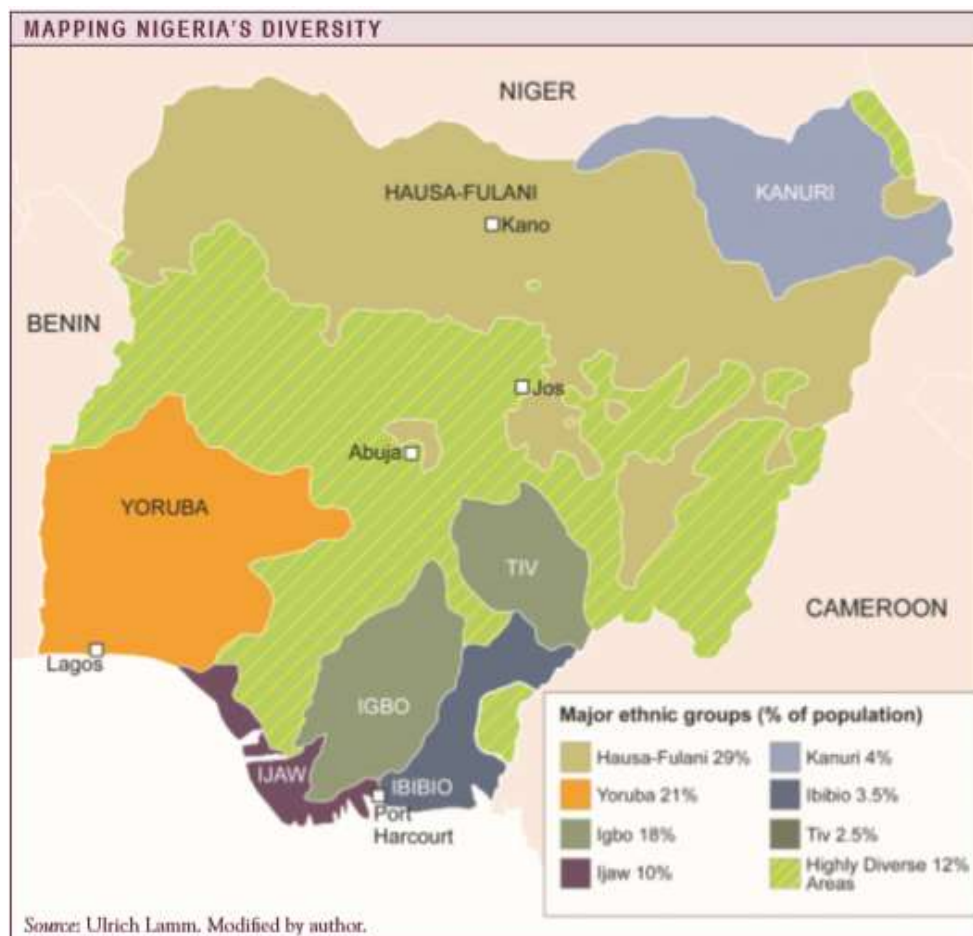 MAPPING NIGERIA'S DIVERSITY
NIGER
HAUSA-FULANI
KANURI
Kano
BENIN
Jos
Abuja
YORUBA
TIV
CAMEROON
Lagos
IGBO
IJAW
IBIBIO
Port
Harcourt
Major ethnic groups (% of population)
Hausa-Fulani 29%
Yoruba 21%
Igbo 18%
Ijaw 10%
Kanuri 4%
Ibibio 3.5%
Tiv 2.5%
Highly Diverse 12%
Areas
Source: Ulrich Lamm. Modified by author.